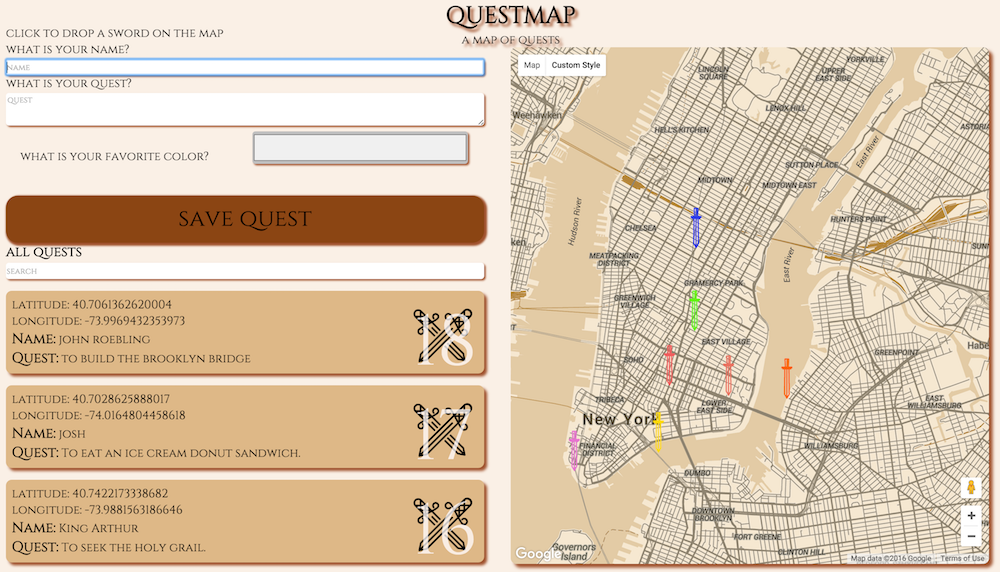 QUESTMAP
A MAP OF QUESTS
CLICK TO DROP A SWORD ON THE MAP
WHAT IS YOUR NAME?
NAME
WHAT IS YOUR QUEST?
QUEST
WHAT IS YOUR FAVORITE COLOR?
SAVE QUEST
ALL QUESTS
SEARCH
LATITUDE: 40.7061362620004
LONGITUDE: -73.9969432353973
NAME: JOHN ROEBLING
QUEST: TO BUILD THE BROOKLYN BRIDGE
18
LATITUDE: 40.7028625888017
LONGITUDE: -74.0164804458618
NAME: JOSH
QUEST: TO EAT AN ICE CREAM DONUT SANDWICH.
17
LATITUDE: 40.7422173338682
LONGITUDE: -73.9881563186646
NAME: KING ARTHUR
QUEST: TO SEEK THE HOLY GRAIL.
16
Map
Custom Style
YORKVILLE
LINCOLN
SQUARE
UPPER
EAST SIDE
Weehawken
LENOX HILL
ASTORIA
HELL'S KITCHEN
East River
SUTTON PLACE
MIDTOWN
MIDTOWN EAST
Hudson River
HUNTERS POINT
CHELSEA
ken
MEATPACKING
DISTRICT
East River
GRAMERCY PARK
GREENWICH
VILLAGE
EAST VILLAGE
Habe
SOHO
GREENPOINT
TRIBECA
LOWER
EAST SIDE
EAST
WILLIAMSBURG
New York
FINANCIAL
DISTRICT
WILLIAMSBURG
DUMBO
DOWNTOWN
BROOKLYN
FORT GREENE
Governors
Island
CLINTON HILL
Google
Map data ©2016 Google
Terms of Use